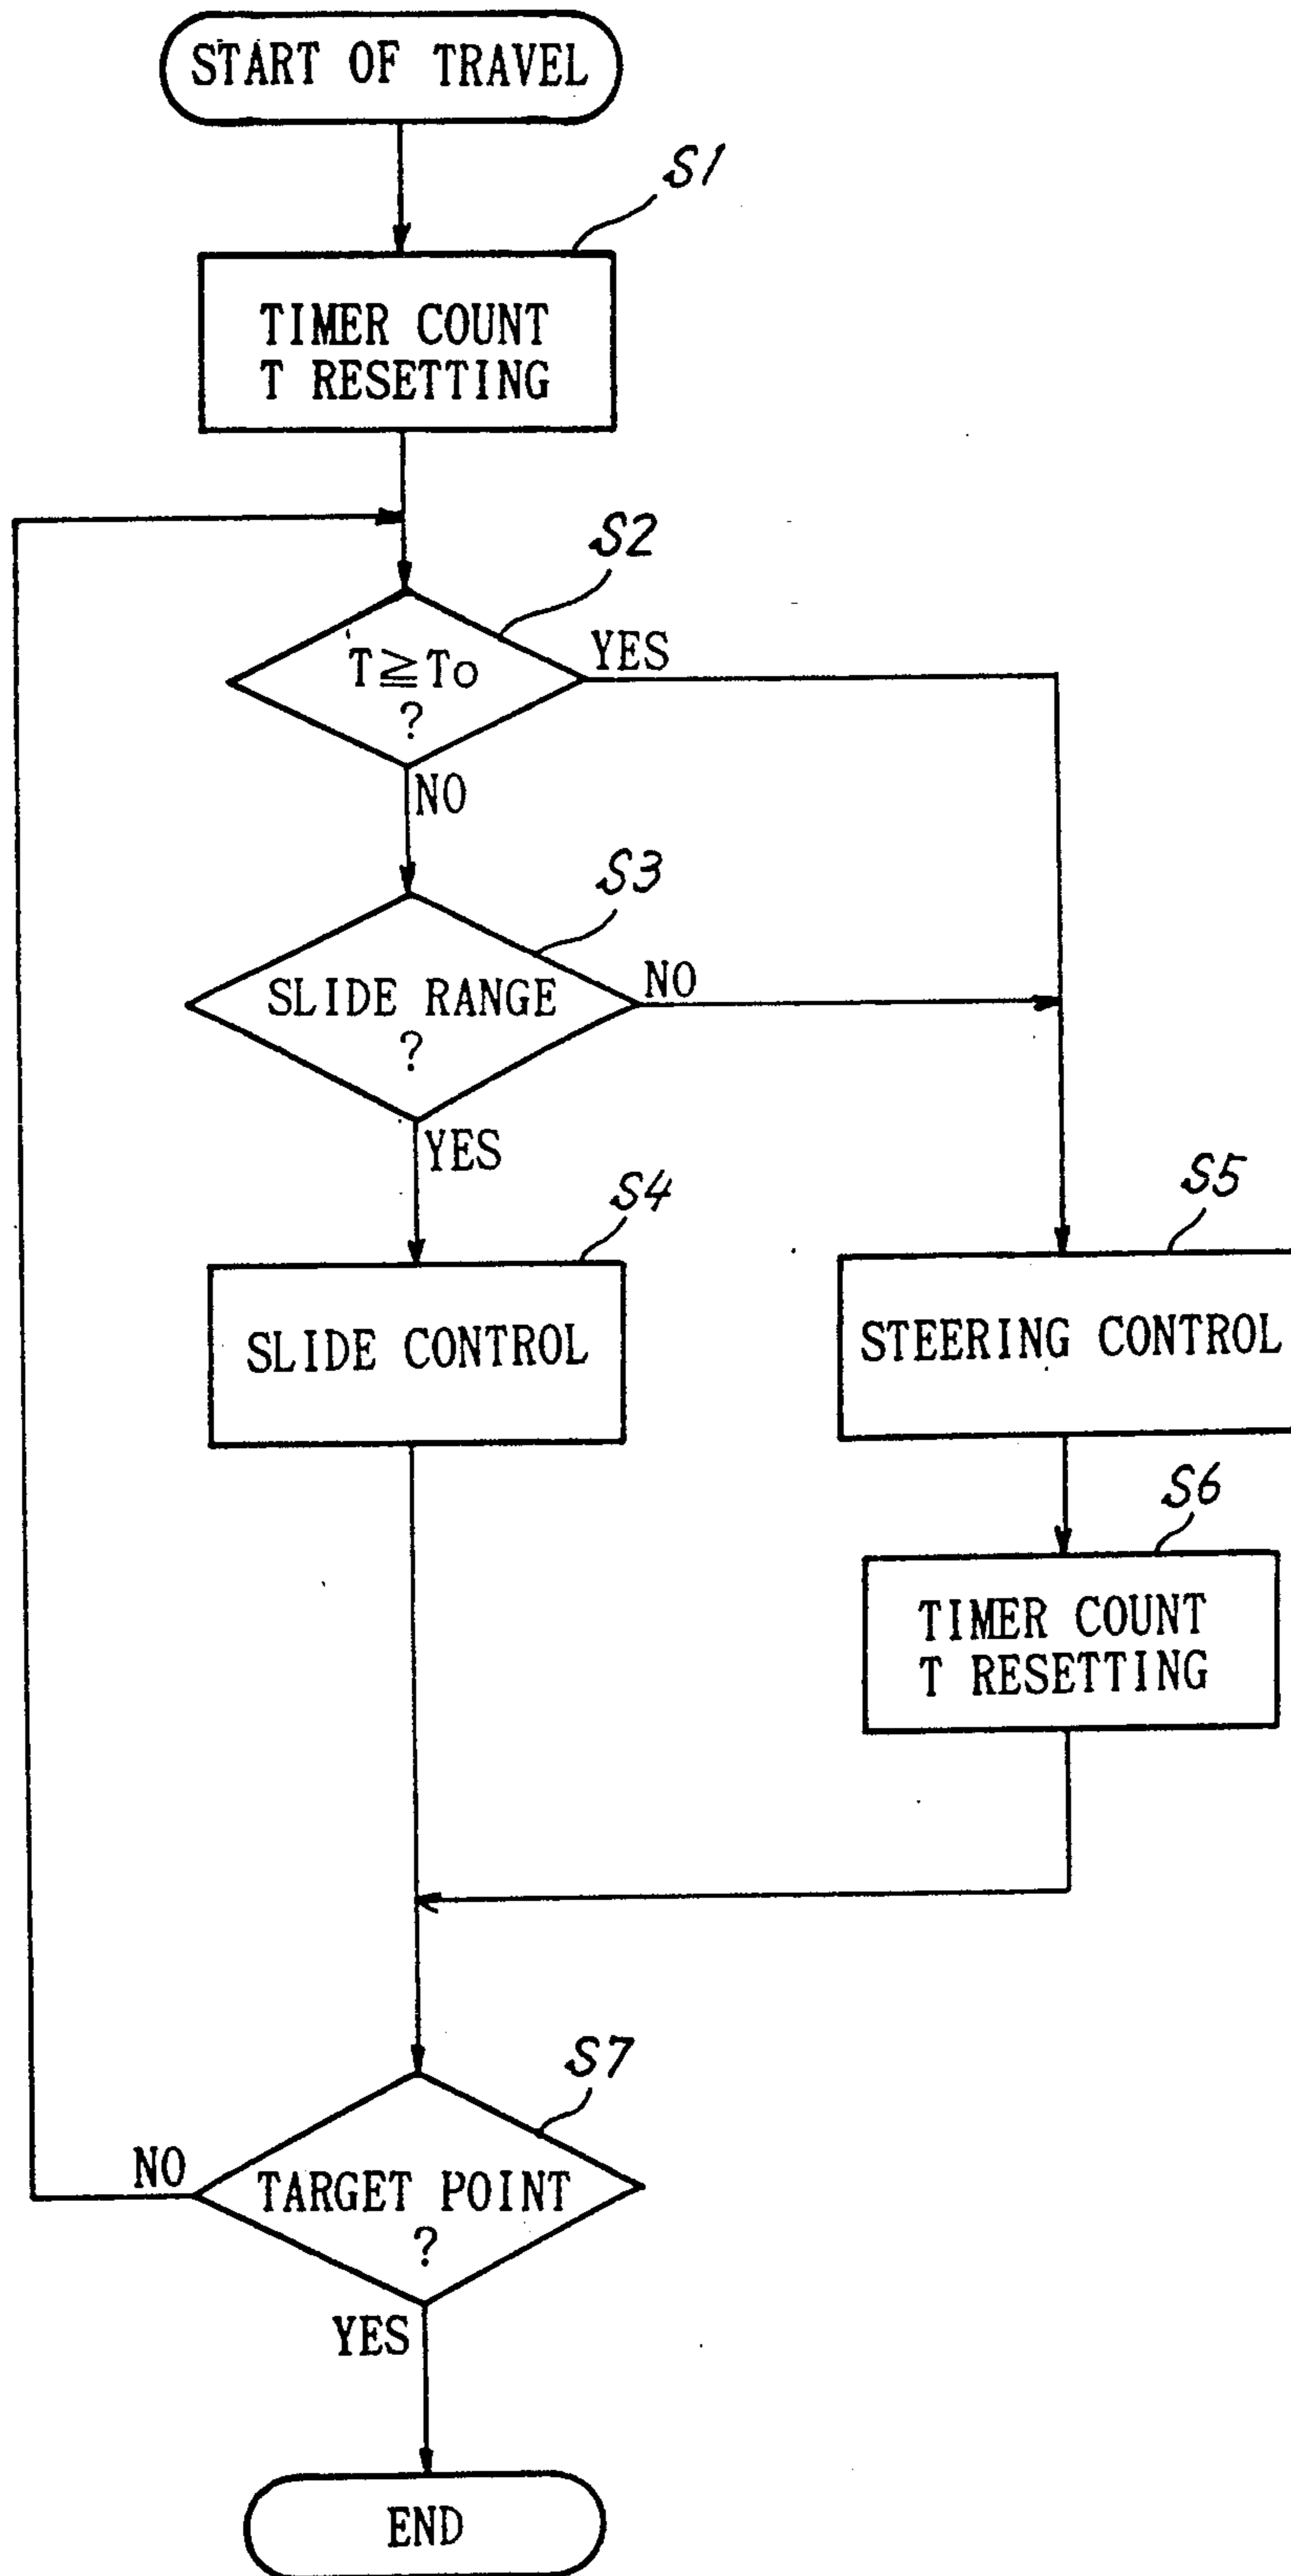 START OF TRAVEL
S1
TIMER COUNT
T RESETTING
S2
T≧To
?
YES
NO
S3
SLIDE RANGE
?
NO
YES
S4
SLIDE CONTROL
S5
STEERING CONTROL
S6
TIMER COUNT
T RESETTING
S7
TARGET POINT
?
NO
YES
END